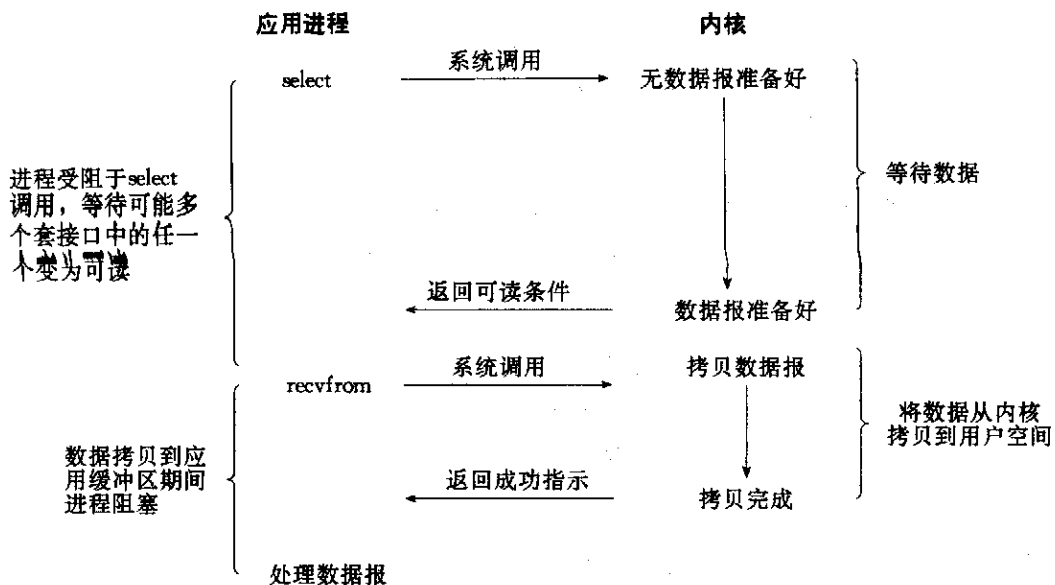 应用进程
内核
select
系统调用
无数据报准备好
进程受阻于select
调用，等待可能多
个套接口中的任一
个变为可读
等待数据
返回可读条件
数据报准备好
recvfrom
系统调用
拷贝数据报
将数据从内核
拷贝到用户空间
数据拷贝到应
用缓冲区期间
进程阻塞
返回成功指示
拷贝完成
处理数据报